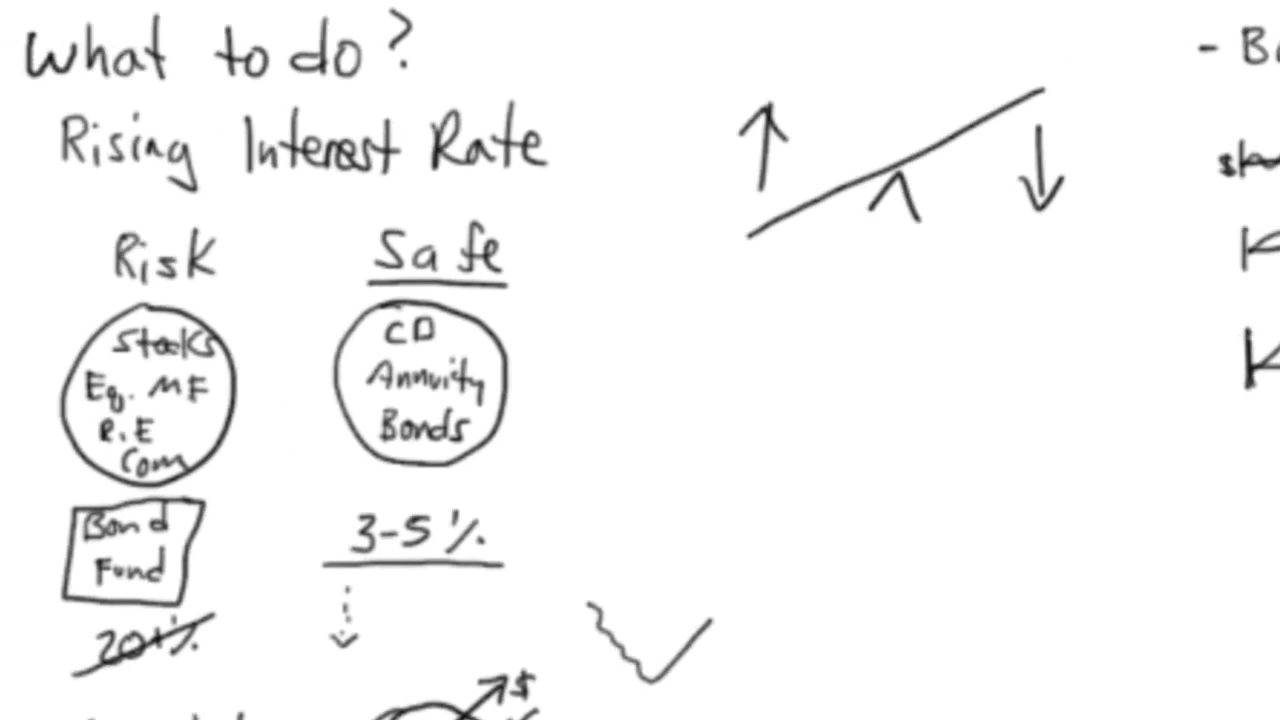 What to do?
Rising Interest Rate
Risk
Stocks
Eq. MF
R.E
Com
Bond
Fund
20+%
Safe
CD
Annuity
Bonds
3-5%
$